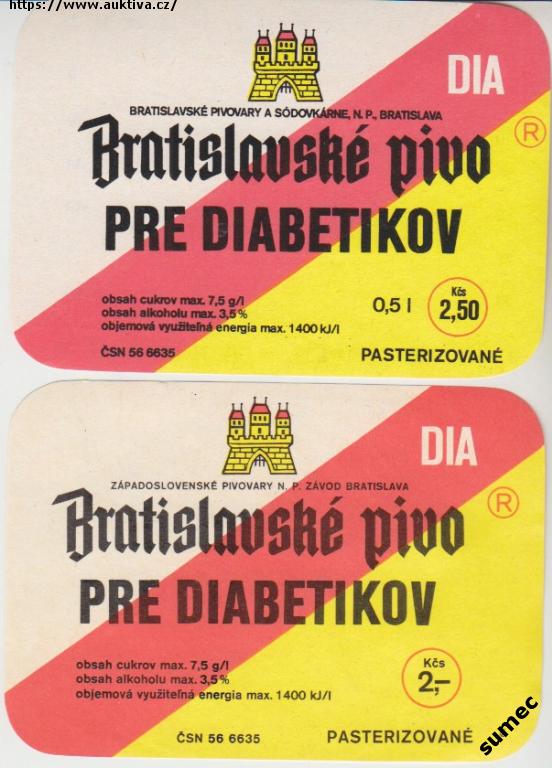 https://www.auktiva.cz/
DIA
BRATISLAVSKÉ PIVOVARY A SÓDOVKÁRNE, N. P., BRATISLAVA
®
Bratislavské pivo
PRE DIABETIKOV
obsah cukrov max. 7,5 g/l
obsah alkoholu max. 3,5%
objemová využiteľná energia max. 1400 kJ/l
0,5 l
Kčs
2,50
ČSN 56 6635
PASTERIZOVANÉ
DIA
ZÁPADOSLOVENSKÉ PIVOVARY N. P. ZÁVOD BRATISLAVA
®
Bratislavské pivo
PRE DIABETIKOV
obsah cukrov max. 7,5 g/l
obsah alkoholu max. 3,5%
objemová využiteľná energia max. 1400 kJ/l
Kčs
2,-
ČSN 56 6635
PASTERIZOVANÉ
sumec